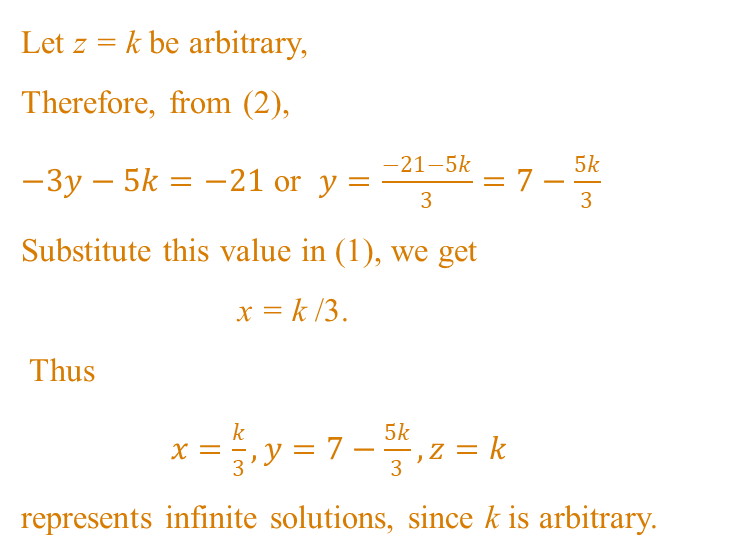 Let z = k be arbitrary,
Therefore, from (2),
−3y − 5k = −21 or y = \frac{−21−5k}{3} = 7 − \frac{5k}{3}
Substitute this value in (1), we get
x = k /3.
Thus
x = \frac{k}{3}, y = 7 − \frac{5k}{3}, z = k
represents infinite solutions, since k is arbitrary.